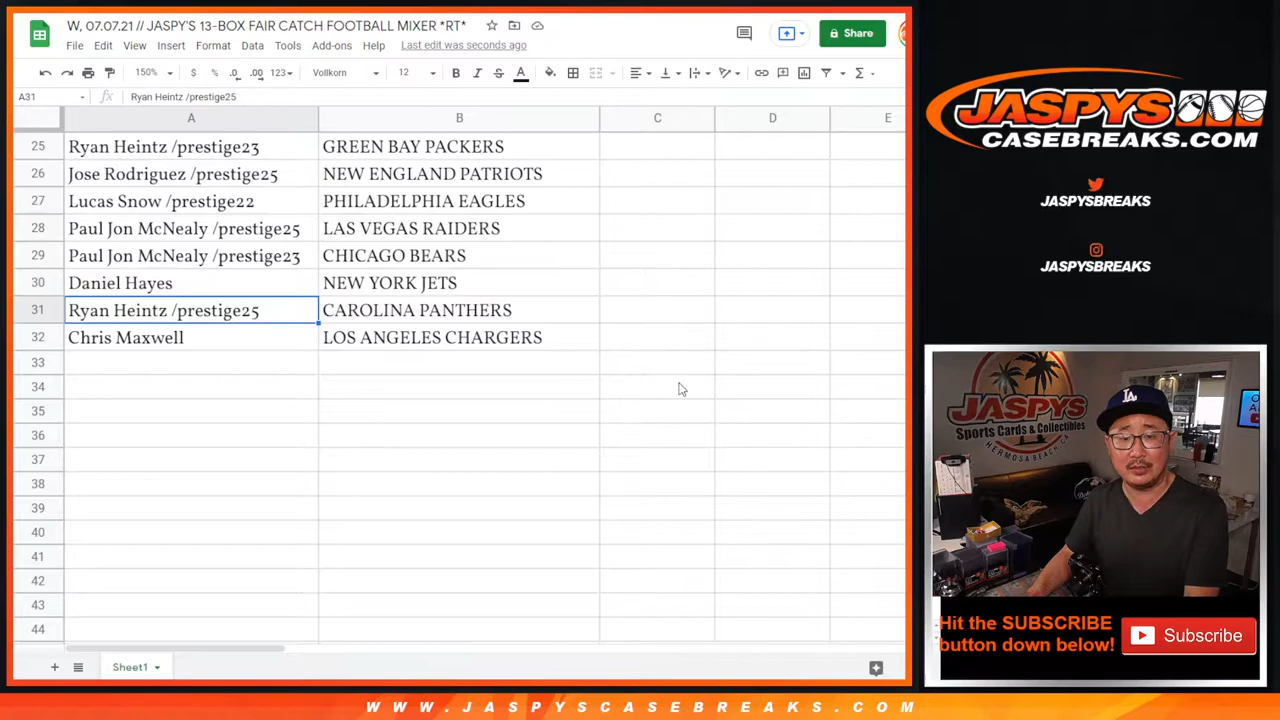 W, 07.07.21 // JASPY'S 13-BOX FAIR CATCH FOOTBALL MIXER *RT*
File Edit View Insert Format Data Tools Add-ons Help Last edit was seconds ago
Share
150% $ % .0 .00 123 Vollkorn 12 B I S A
A31 fx Ryan Heintz /prestige25
A B C D E
25 Ryan Heintz /prestige23 GREEN BAY PACKERS
26 Jose Rodriguez /prestige25 NEW ENGLAND PATRIOTS
27 Lucas Snow /prestige22 PHILADELPHIA EAGLES
28 Paul Jon McNealy /prestige25 LAS VEGAS RAIDERS
29 Paul Jon McNealy /prestige23 CHICAGO BEARS
30 Daniel Hayes NEW YORK JETS
31 Ryan Heintz /prestige25 CAROLINA PANTHERS
32 Chris Maxwell LOS ANGELES CHARGERS
33
34
35
36
37
38
39
40
41
42
43
44
Sheet1
JASPYS
CASEBREAKS.COM
JASPYSBREAKS
JASPYSBREAKS
JASPYS
Sports Cards & Collectibles
HERMOSA BEACH, CA
LA
Hit the SUBSCRIBE
button down below!
Subscribe
WWW.JASPYSCASEBREAKS.COM